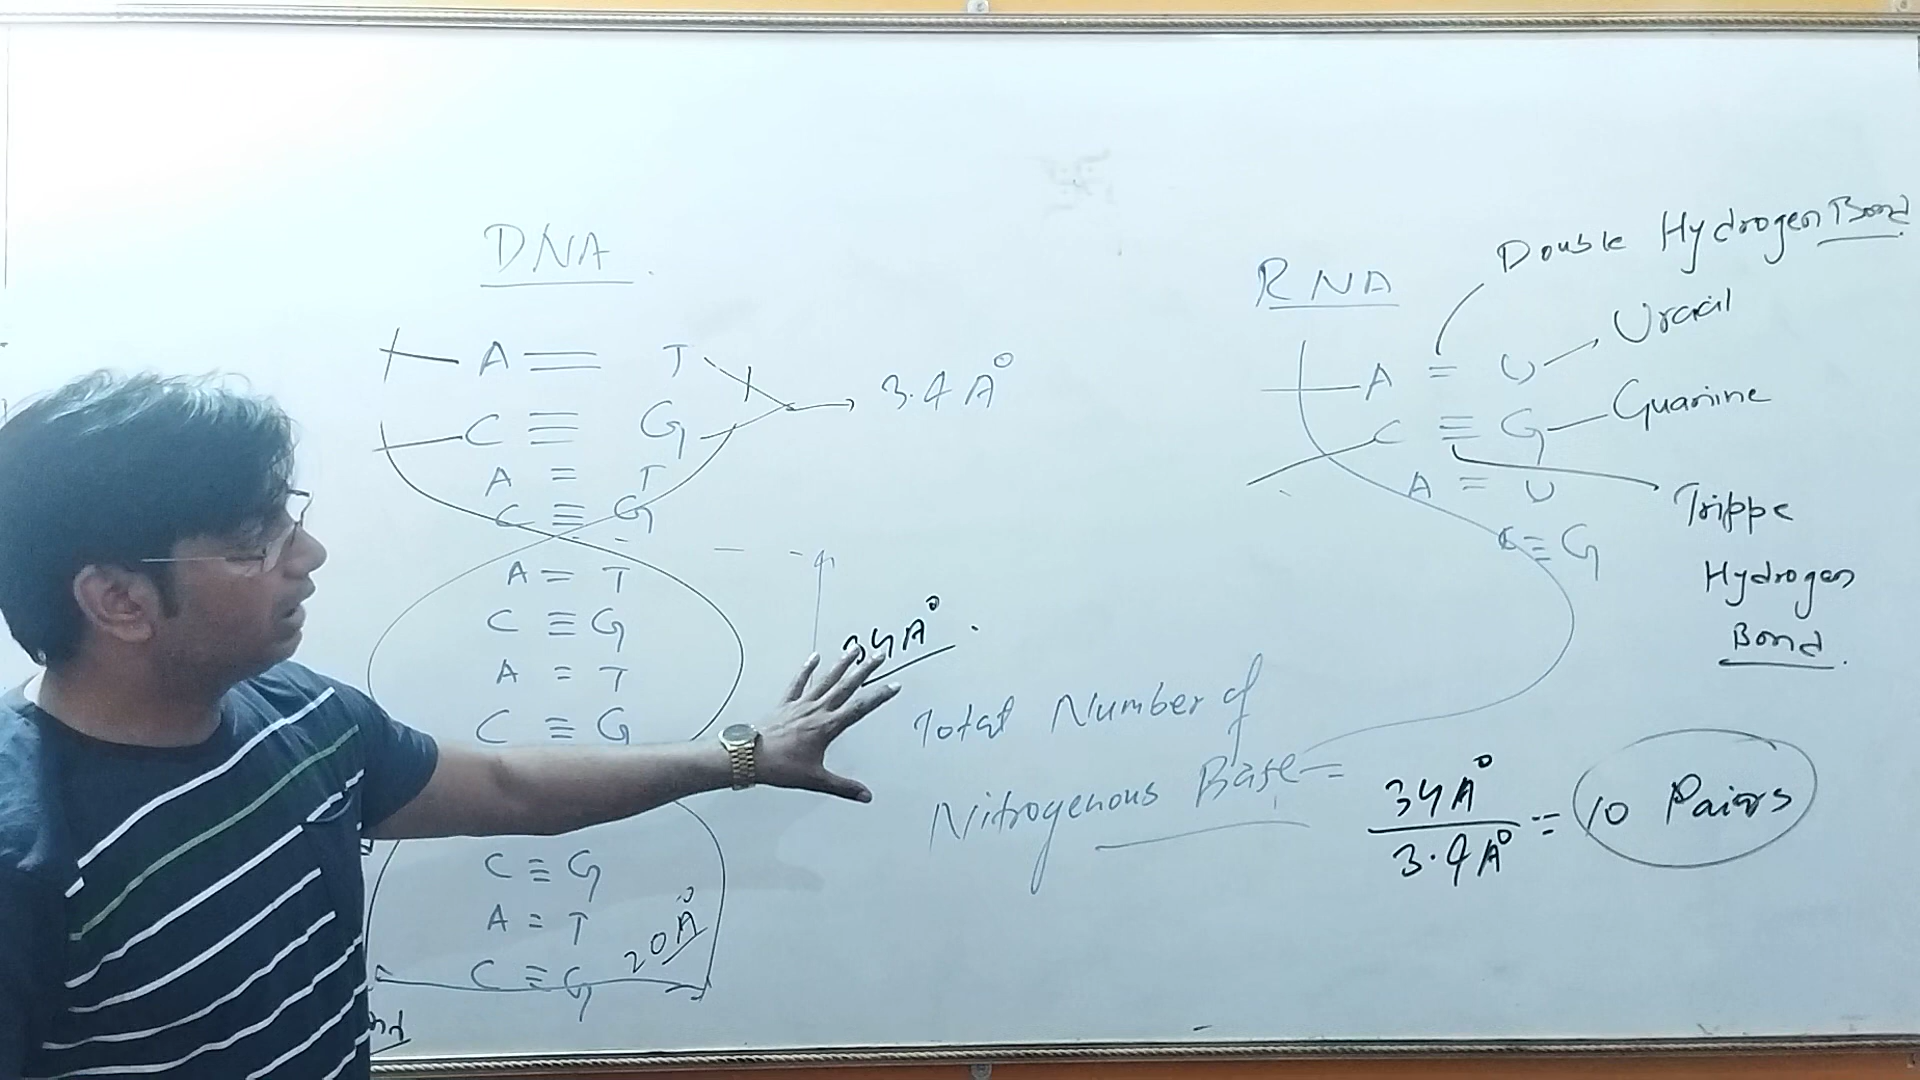 DNA
A = T
3.4 A°
C ≡ G
A = T
C ≡ G
A = T
C ≡ G
A = T
C ≡ G
34A°
C ≡ G
A = T
20A°
C ≡ G
RNA
Double Hydrogen Bond
A = U
Uracil
C ≡ G
Guanine
A = U
C ≡ G
Trippe
Hydrogen
Bond
Total Number of
Nitrogenous Base =
34A°
3.4A°
= 10 Pairs